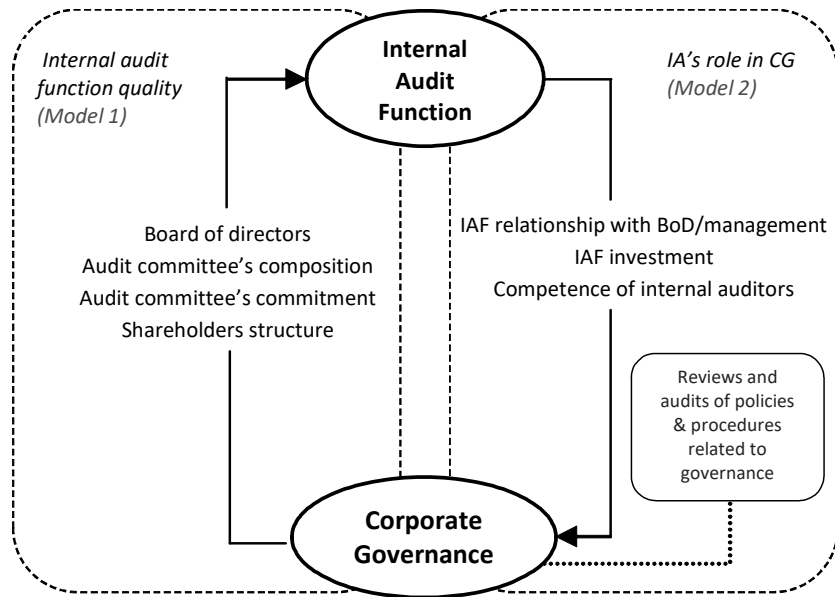 Internal audit
function quality
(Model 1)
Internal
Audit
Function
IA's role in CG
(Model 2)
Board of directors
Audit committee's composition
Audit committee's commitment
Shareholders structure
IAF relationship with BoD/management
IAF investment
Competence of internal auditors
Reviews and
audits of policies
& procedures
related to
governance
Corporate
Governance